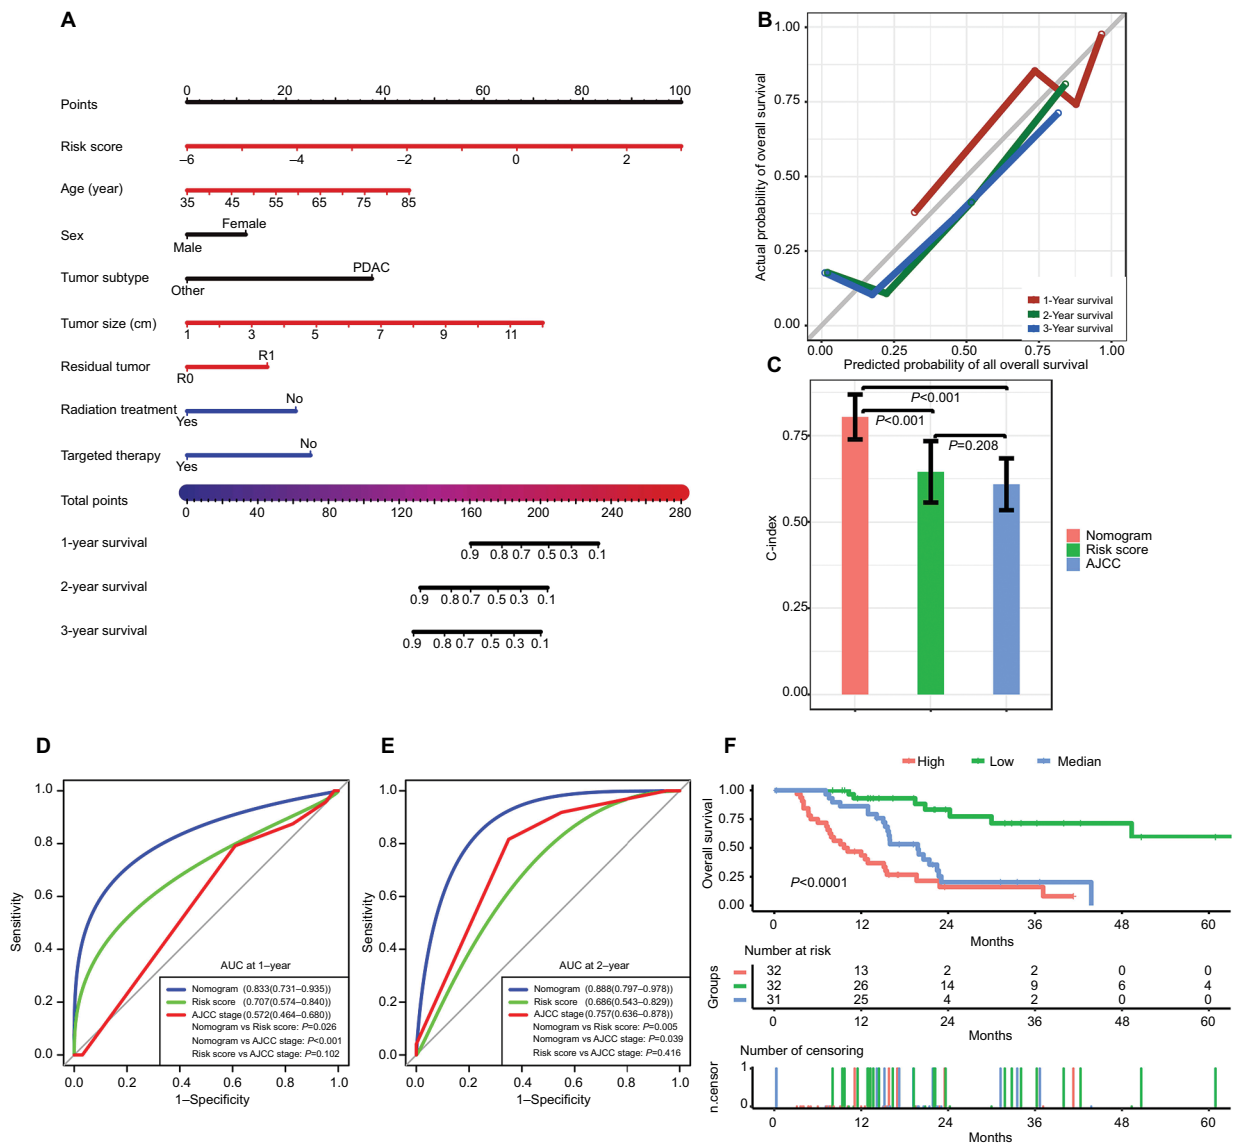 A
Points
0 20 40 60 80 100
Risk score
–6 –4 –2 0 2
Age (year)
35 45 55 65 75 85
Sex
Female
Male
Tumor subtype
PDAC
Other
Tumor size (cm)
1 3 5 7 9 11
Residual tumor
R1
R0
Radiation treatment
No
Yes
Targeted therapy
No
Yes
Total points
0 40 80 120 160 200 240 280
1-year survival
0.9 0.8 0.7 0.5 0.3 0.1
2-year survival
0.9 0.8 0.7 0.5 0.3 0.1
3-year survival
0.9 0.8 0.7 0.5 0.3 0.1
B
Actual probability of overall survival
1.00
0.75
0.50
0.25
0.00
1-Year survival
2-Year survival
3-Year survival
0.00 0.25 0.50 0.75 1.00
Predicted probability of all overall survival
C
C-index
0.75
0.50
0.25
0.00
P<0.001
P<0.001
P=0.208
Nomogram
Risk score
AJCC
D
Sensitivity
1.0
0.8
0.6
0.4
0.2
0.0
AUC at 1–year
Nomogram (0.833(0.731–0.935))
Risk score (0.707(0.574–0.840))
AJCC stage(0.572(0.464–0.680))
Nomogram vs Risk score: P=0.026
Nomogram vs AJCC stage: P<0.001
Risk score vs AJCC stage: P=0.102
0.0 0.2 0.4 0.6 0.8 1.0
1–Specificity
E
Sensitivity
1.0
0.8
0.6
0.4
0.2
0.0
AUC at 2–year
Nomogram (0.888(0.797–0.978))
Risk score (0.686(0.543–0.829))
AJCC stage(0.757(0.636–0.878))
Nomogram vs Risk score: P=0.005
Nomogram vs AJCC stage: P=0.039
Risk score vs AJCC stage: P=0.416
0.0 0.2 0.4 0.6 0.8 1.0
1–Specificity
F
High Low Median
Overall survival
1.00
0.75
0.50
0.25
0.00
P<0.0001
0 12 24 36 48 60
Months
Number at risk
Groups
32 13 2 2 0 0
32 26 14 9 6 4
31 25 4 2 0 0
0 12 24 36 48 60
Months
Number of censoring
n.censor
1
0
0 12 24 36 48 60
Months